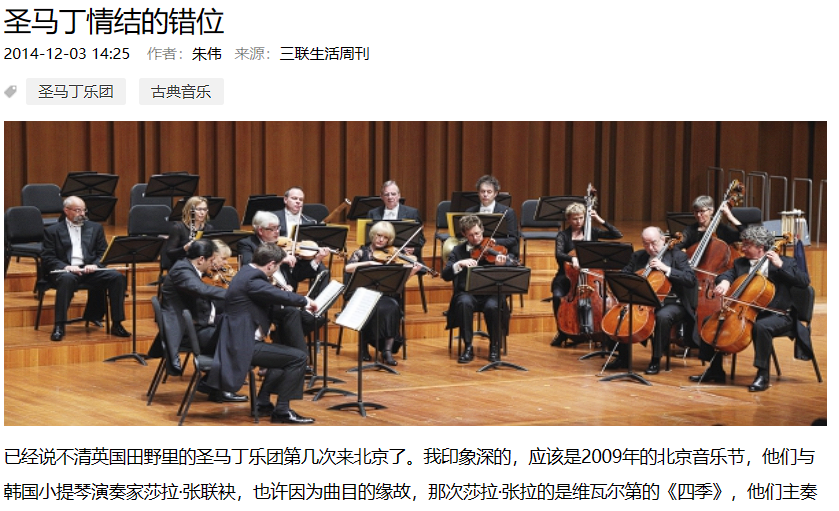 圣马丁情结的错位
2014-12-03 14:25 作者：朱伟 来源：三联生活周刊
圣马丁乐团 古典音乐
已经说不清英国田野里的圣马丁乐团第几次来北京了。我印象深的，应该是2009年的北京音乐节，他们与
韩国小提琴演奏家莎拉·张联袂，也许因为曲目的缘故，那次莎拉·张拉的是维瓦尔第的《四季》，他们主奏